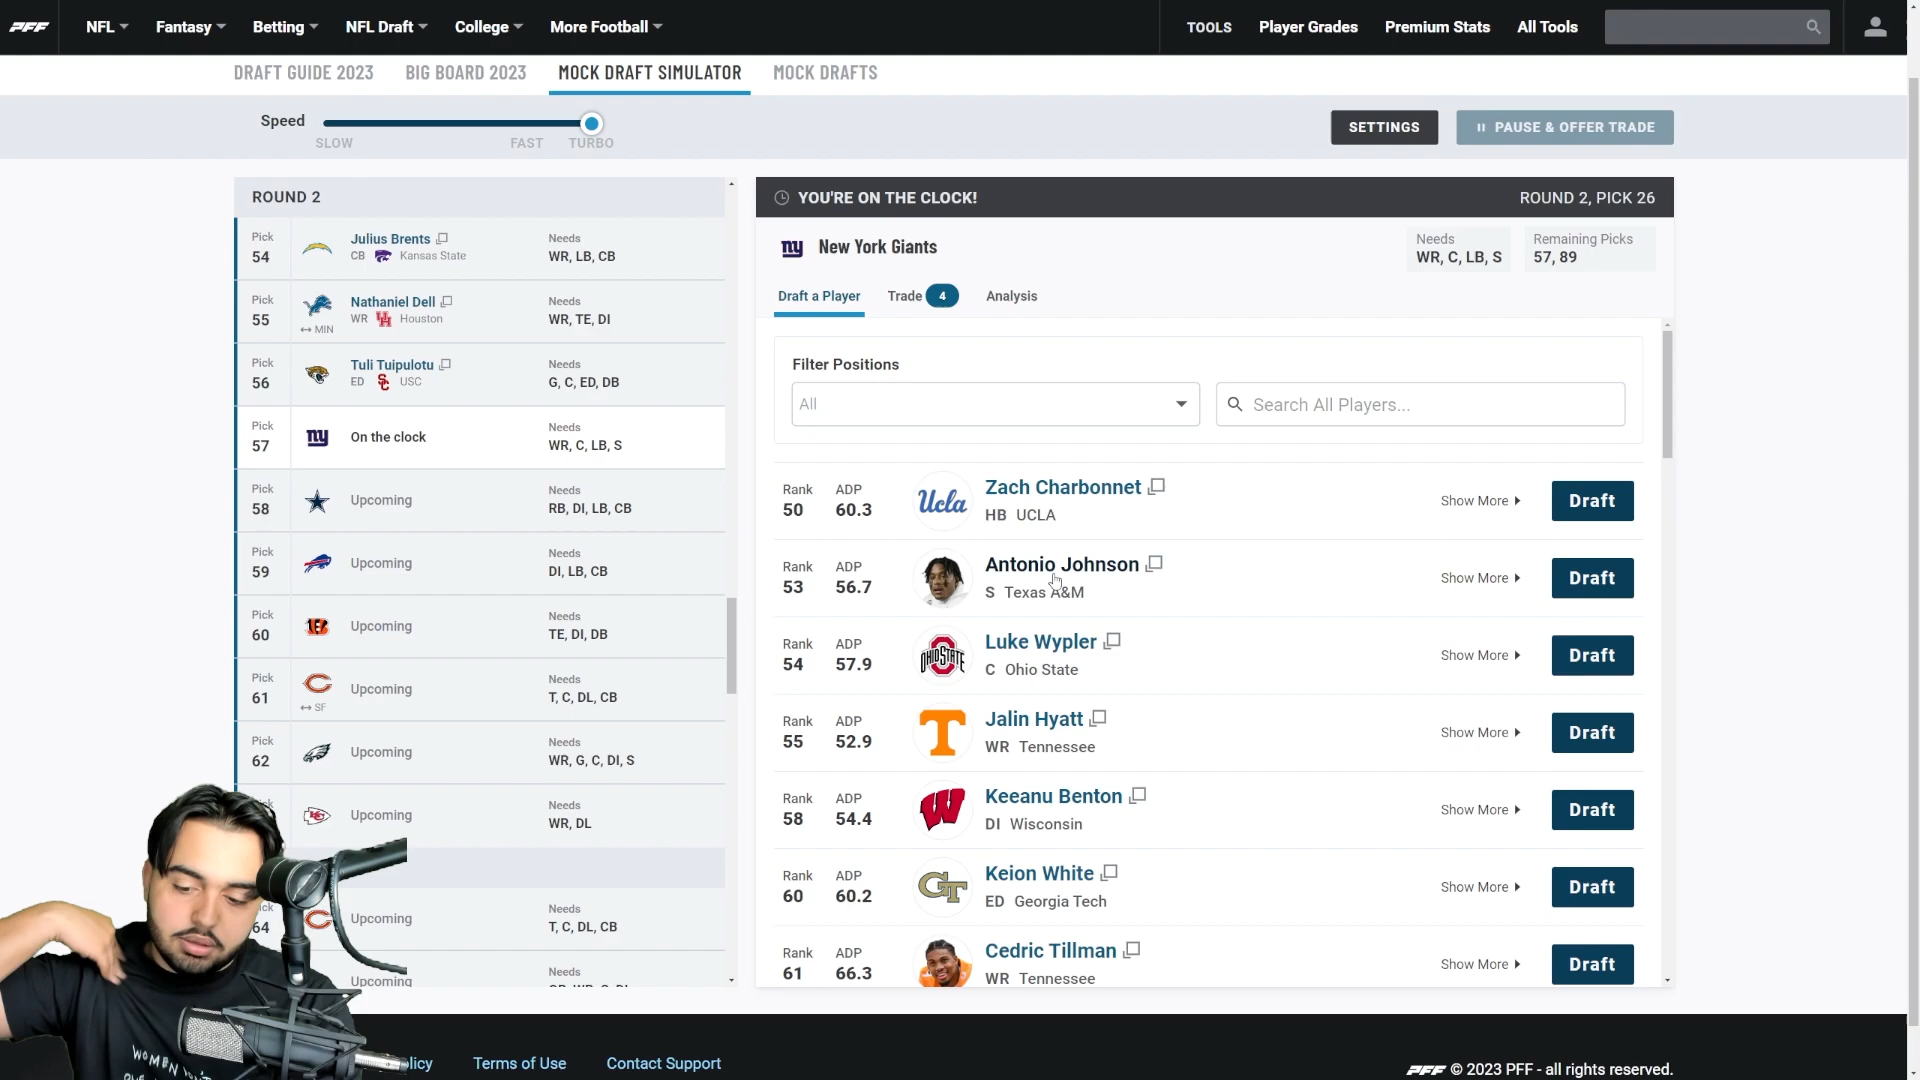 PFF
NFL
Fantasy
Betting
NFL Draft
College
More Football
TOOLS
Player Grades
Premium Stats
All Tools
DRAFT GUIDE 2023
BIG BOARD 2023
MOCK DRAFT SIMULATOR
MOCK DRAFTS
Speed
SLOW
FAST
TURBO
SETTINGS
PAUSE & OFFER TRADE
ROUND 2
Pick
54
Julius Brents
CB Kansas State
Needs
WR, LB, CB
Pick
55
MIN
Nathaniel Dell
WR Houston
Needs
WR, TE, DI
Pick
56
Tuli Tuipulotu
ED USC
Needs
G, C, ED, DB
Pick
57
ny
On the clock
Needs
WR, C, LB, S
Pick
58
Upcoming
Needs
RB, DI, LB, CB
Pick
59
Upcoming
Needs
DI, LB, CB
Pick
60
Upcoming
Needs
TE, DI, DB
Pick
61
SF
Upcoming
Needs
T, C, DL, CB
Pick
62
Upcoming
Needs
WR, G, C, DI, S
Upcoming
Needs
WR, DL
64
Upcoming
Needs
T, C, DL, CB
Upcoming
Needs
YOU'RE ON THE CLOCK!
ROUND 2, PICK 26
ny
New York Giants
Needs
WR, C, LB, S
Remaining Picks
57, 89
Draft a Player
Trade 4
Analysis
Filter Positions
All
Search All Players...
Rank
50
ADP
60.3
Ucla
Zach Charbonnet
HB UCLA
Show More
Draft
Rank
53
ADP
56.7
Antonio Johnson
S Texas A&M
Show More
Draft
Rank
54
ADP
57.9
OHIO STATE
Luke Wypler
C Ohio State
Show More
Draft
Rank
55
ADP
52.9
T
Jalin Hyatt
WR Tennessee
Show More
Draft
Rank
58
ADP
54.4
W
Keeanu Benton
DI Wisconsin
Show More
Draft
Rank
60
ADP
60.2
GT
Keion White
ED Georgia Tech
Show More
Draft
Rank
61
ADP
66.3
Cedric Tillman
WR Tennessee
Show More
Draft
Terms of Use
Contact Support
PFF © 2023 PFF - all rights reserved.
WOMEN